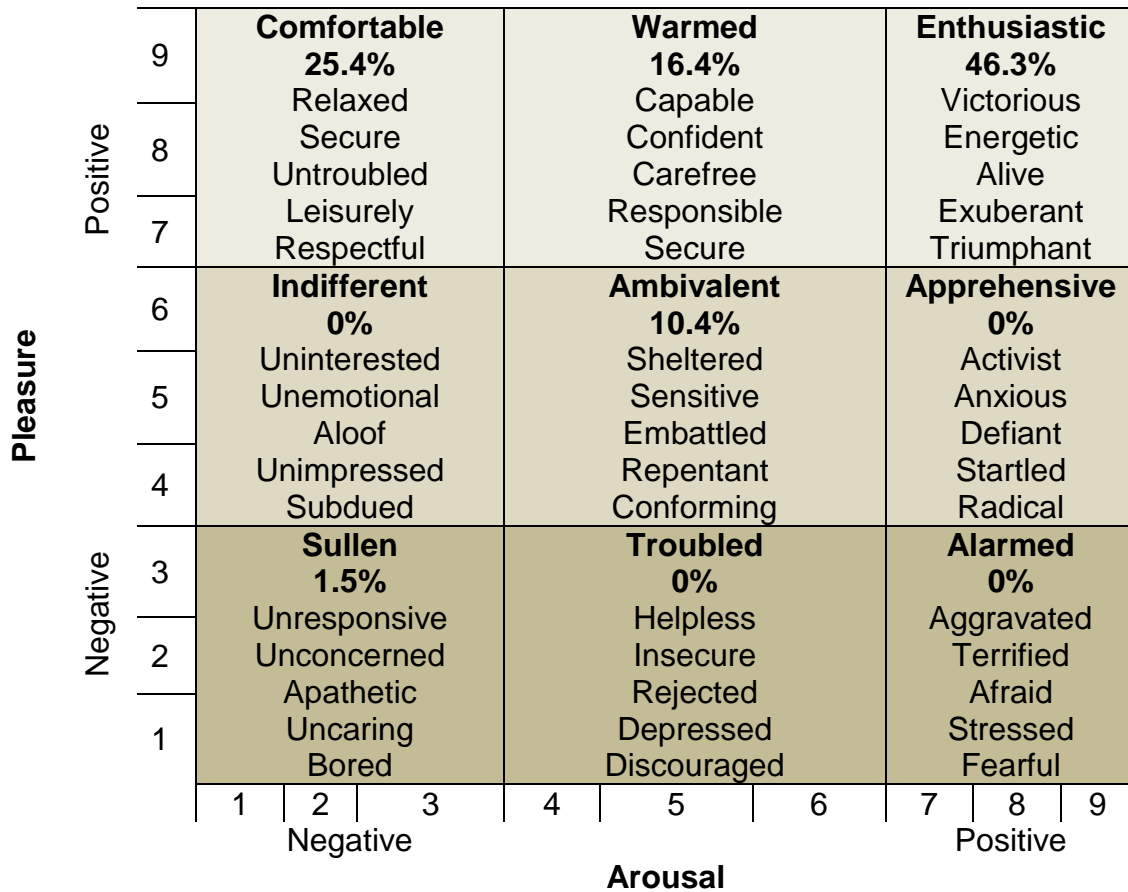 Pleasure
Positive
Negative
9
8
7
6
5
4
3
2
1
Comfortable
25.4%
Relaxed
Secure
Untroubled
Leisurely
Respectful
Warmed
16.4%
Capable
Confident
Carefree
Responsible
Secure
Enthusiastic
46.3%
Victorious
Energetic
Alive
Exuberant
Triumphant
Indifferent
0%
Uninterested
Unemotional
Aloof
Unimpressed
Subdued
Ambivalent
10.4%
Sheltered
Sensitive
Embattled
Repentant
Conforming
Apprehensive
0%
Activist
Anxious
Defiant
Startled
Radical
Sullen
1.5%
Unresponsive
Unconcerned
Apathetic
Uncaring
Bored
Troubled
0%
Helpless
Insecure
Rejected
Depressed
Discouraged
Alarmed
0%
Aggravated
Terrified
Afraid
Stressed
Fearful
1 2 3 4 5 6 7 8 9
Negative Positive
Arousal